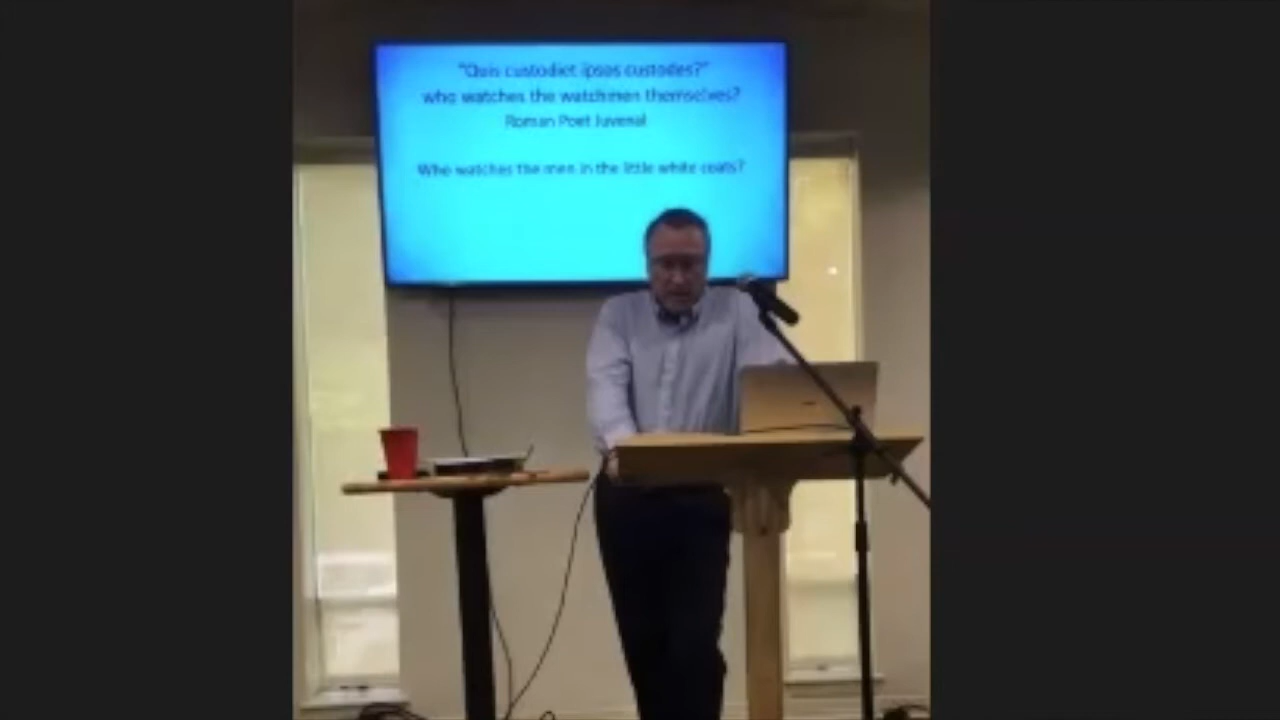 "Quis custodiet ipsos custodes?"
who watches the watchmen themselves?
Roman Poet Juvenal
Who watches the men in the little white coats?